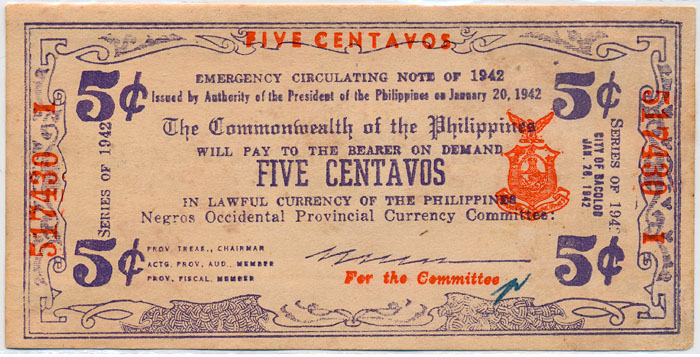 FIVE CENTAVOS
5¢
5¢
EMERGENCY CIRCULATING NOTE OF 1942
Issued by Authority of the President of the Philippines on January 20, 1942
The Commonwealth of the Philippines
WILL PAY TO THE BEARER ON DEMAND
FIVE CENTAVOS
IN LAWFUL CURRENCY OF THE PHILIPPINES
Negros Occidental Provincial Currency Committee:
PROV. TREAS., CHAIRMAN
ACTG. PROV. AUD., MEMBER
PROV. FISCAL, MEMBER
For the Committee
5¢
5¢
517430 I
SERIES OF 1942
CITY OF BACOLOD
JAN. 26, 1942
SERIES OF 194
517430 I